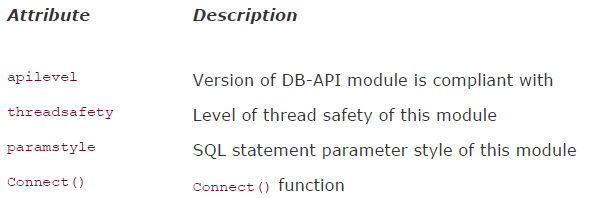 Attribute Description
apilevel Version of DB-API module is compliant with
threadsafety Level of thread safety of this module
paramstyle SQL statement parameter style of this module
Connect() Connect() function